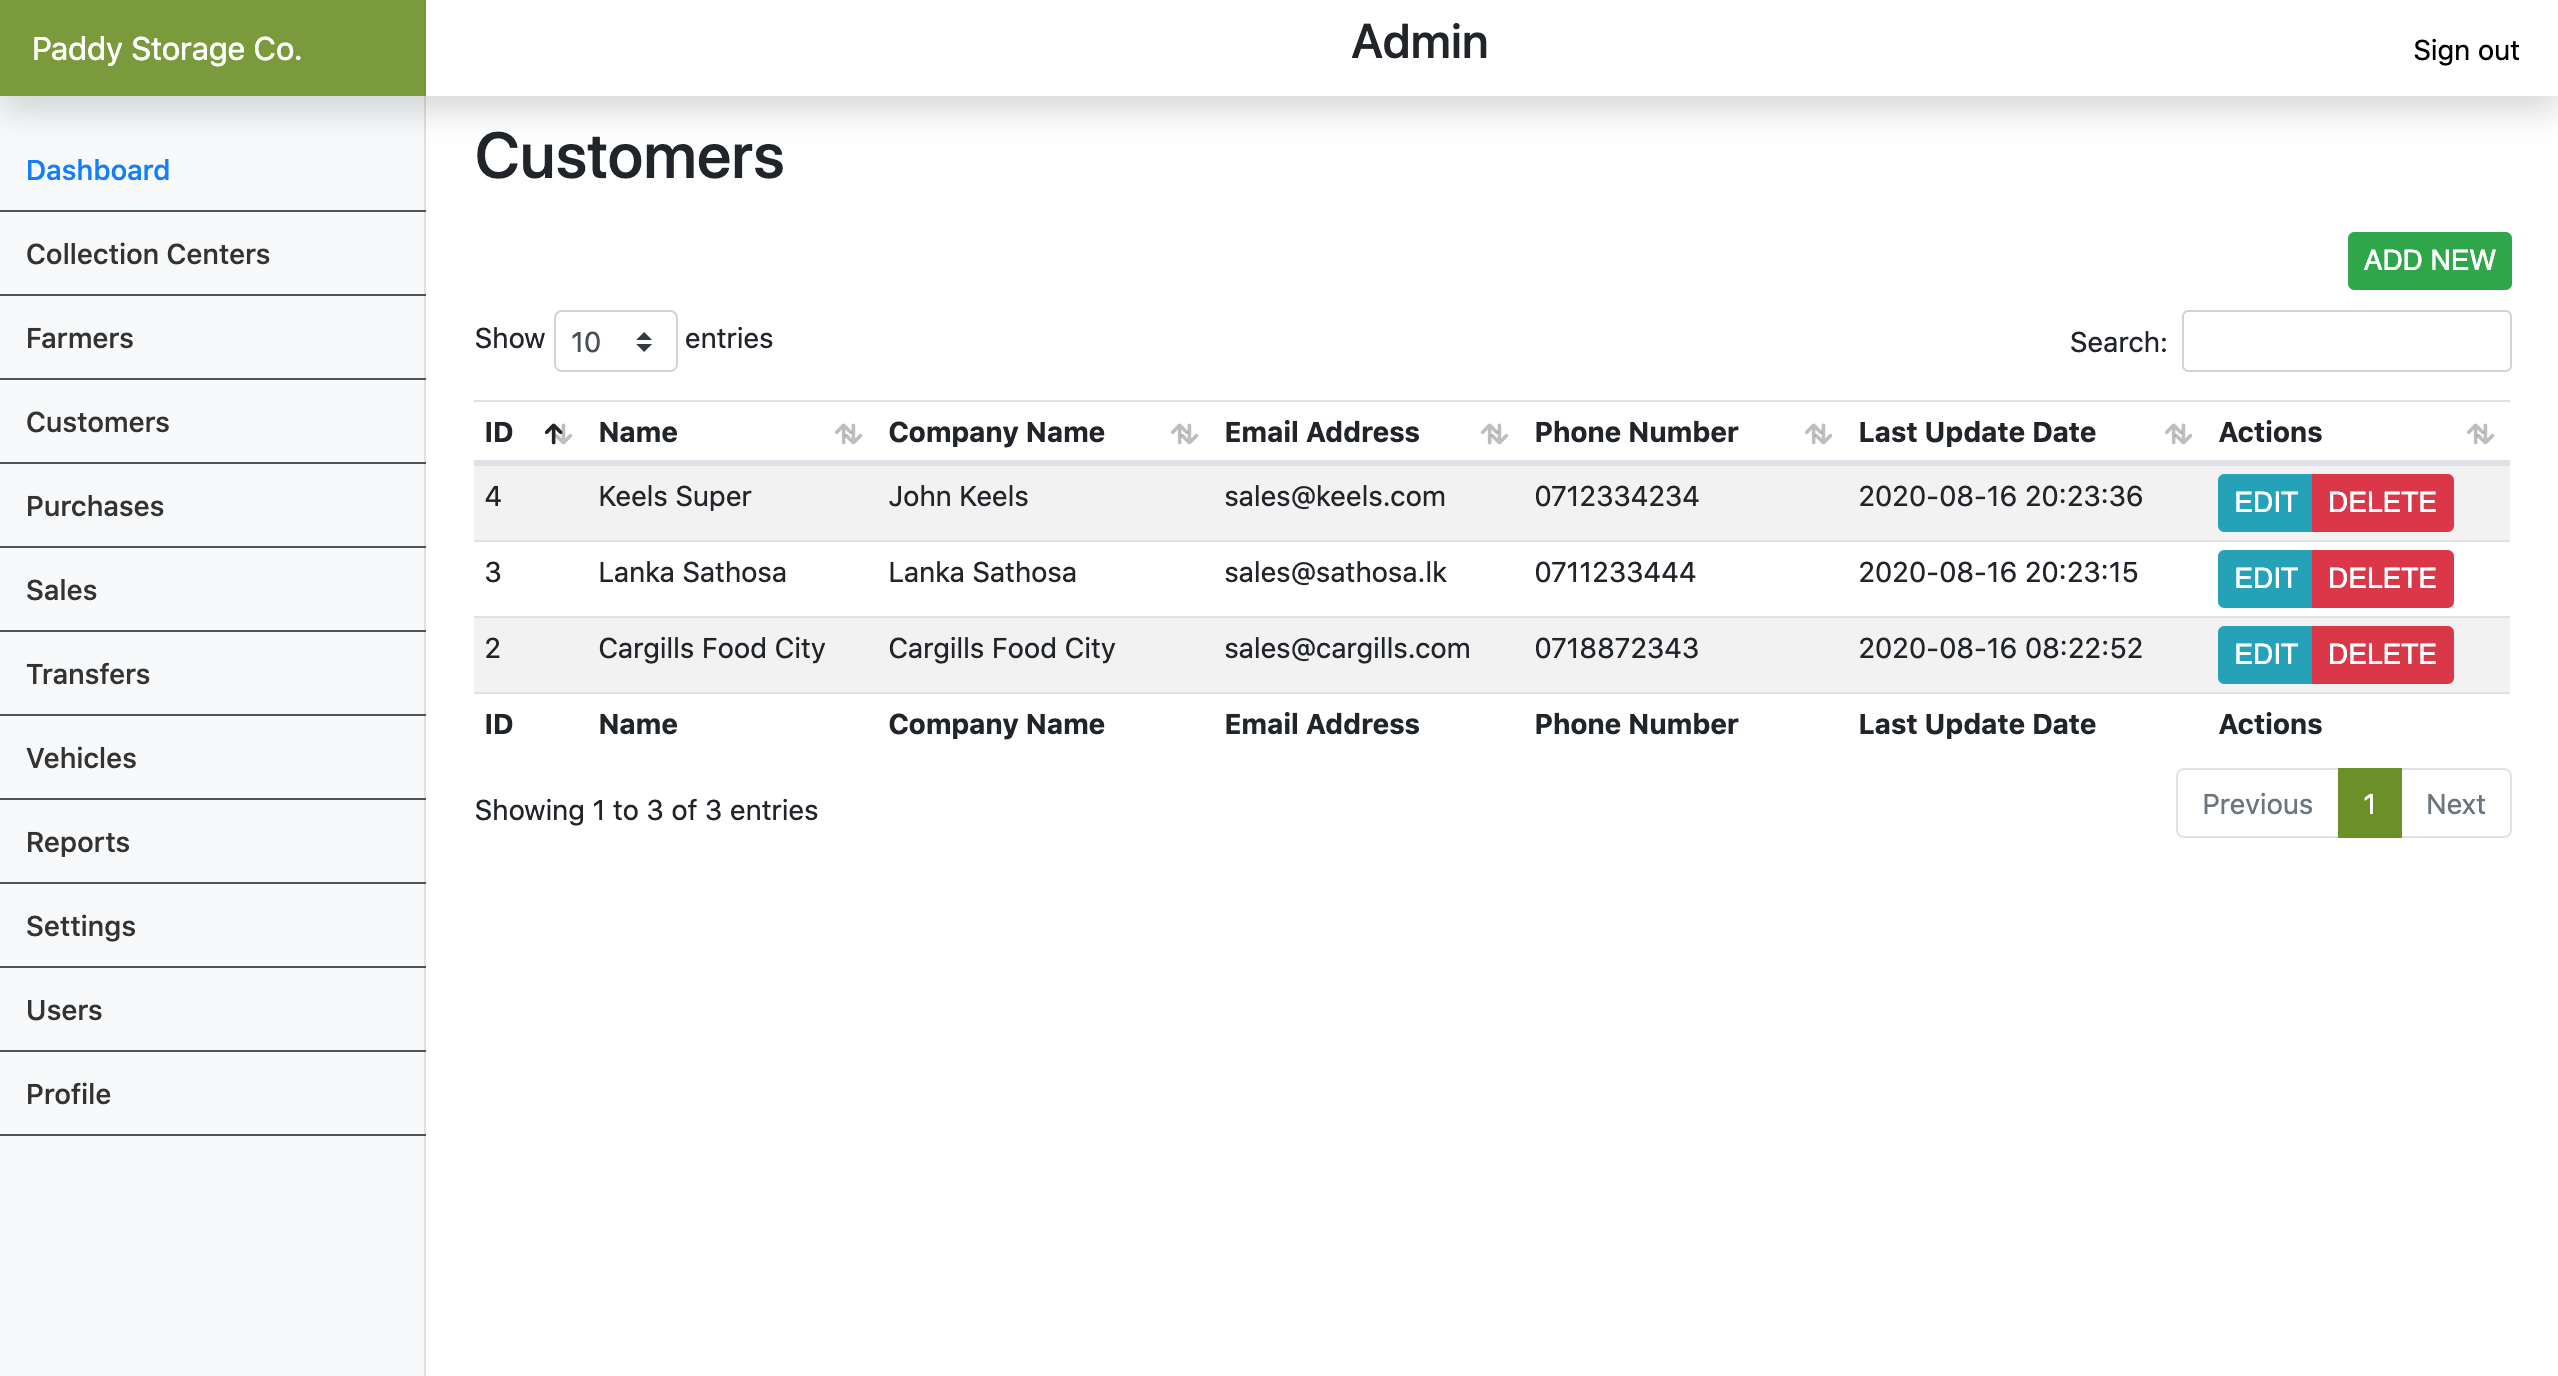 Paddy Storage Co.
Admin
Sign out
Dashboard
Collection Centers
Farmers
Customers
Purchases
Sales
Transfers
Vehicles
Reports
Settings
Users
Profile
Customers
ADD NEW
Show 10 entries
Search:
ID Name Company Name Email Address Phone Number Last Update Date Actions
4 Keels Super John Keels sales@keels.com 0712334234 2020-08-16 20:23:36 EDIT DELETE
3 Lanka Sathosa Lanka Sathosa sales@sathosa.lk 0711233444 2020-08-16 20:23:15 EDIT DELETE
2 Cargills Food City Cargills Food City sales@cargills.com 0718872343 2020-08-16 08:22:52 EDIT DELETE
ID Name Company Name Email Address Phone Number Last Update Date Actions
Showing 1 to 3 of 3 entries
Previous 1 Next